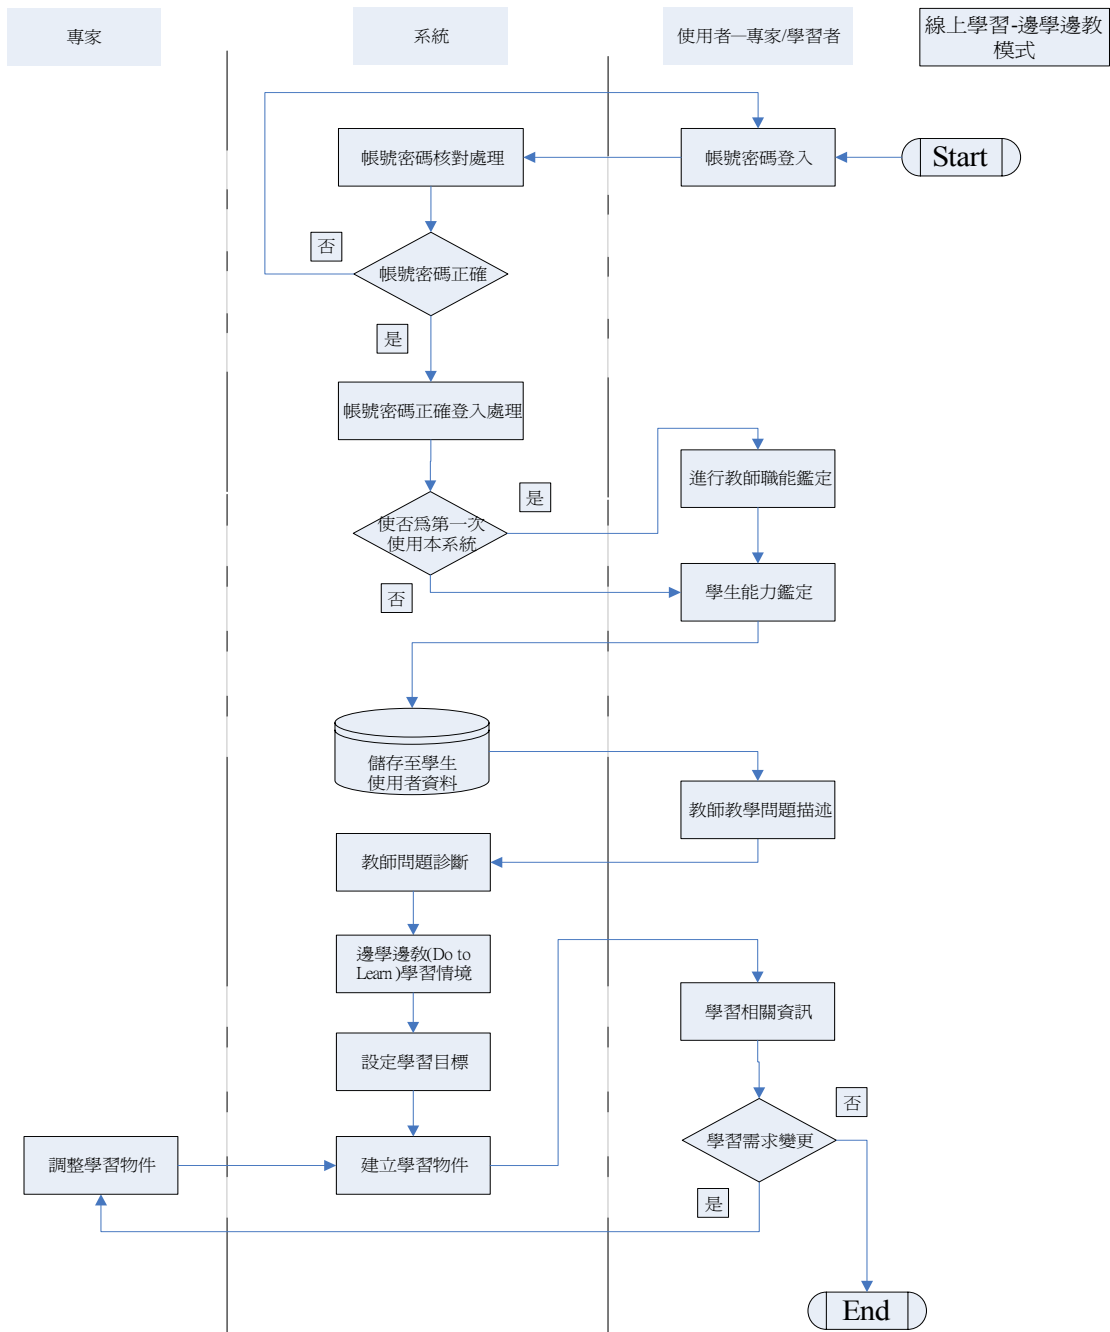 專家
系統
使用者—專家/學習者
線上學習-邊學邊教
模式
帳號密碼核對處理
帳號密碼登入
Start
否
帳號密碼正確
是
帳號密碼正確登入處理
進行教師職能鑑定
是
使否為第一次
使用本系統
否
學生能力鑑定
儲存至學生
使用者資料
教師教學問題描述
教師問題診斷
邊學邊教(Do to
Learn)學習情境
學習相關資訊
設定學習目標
否
學習需求變更
調整學習物件
建立學習物件
是
End